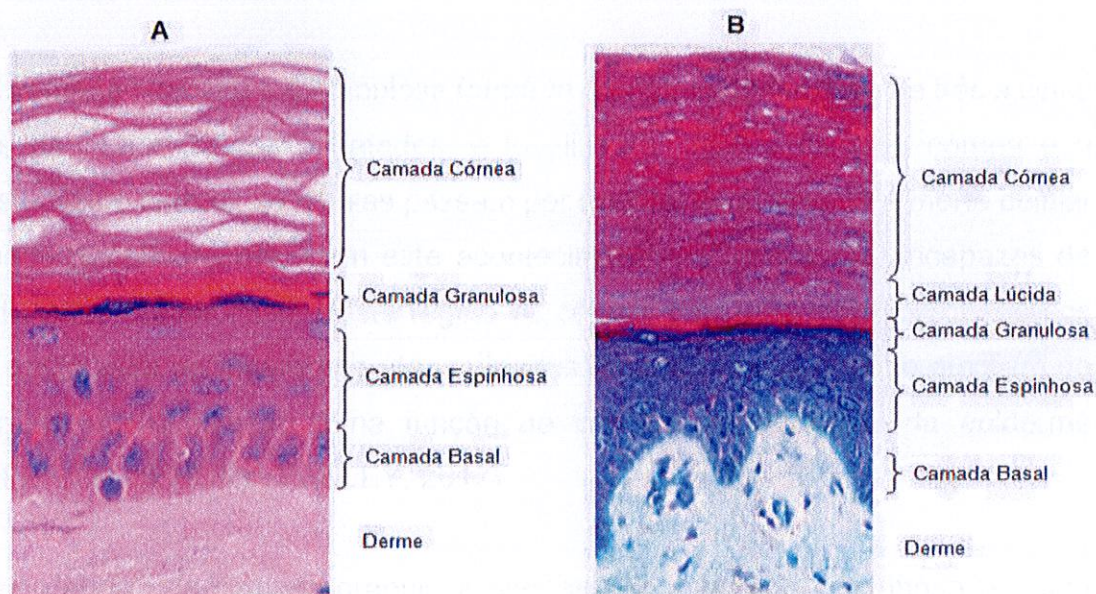 A
Camada Córnea
Camada Granulosa
Camada Espinhosa
Camada Basal
Derme
B
Camada Córnea
Camada Lúcida
Camada Granulosa
Camada Espinhosa
Camada Basal
Derme